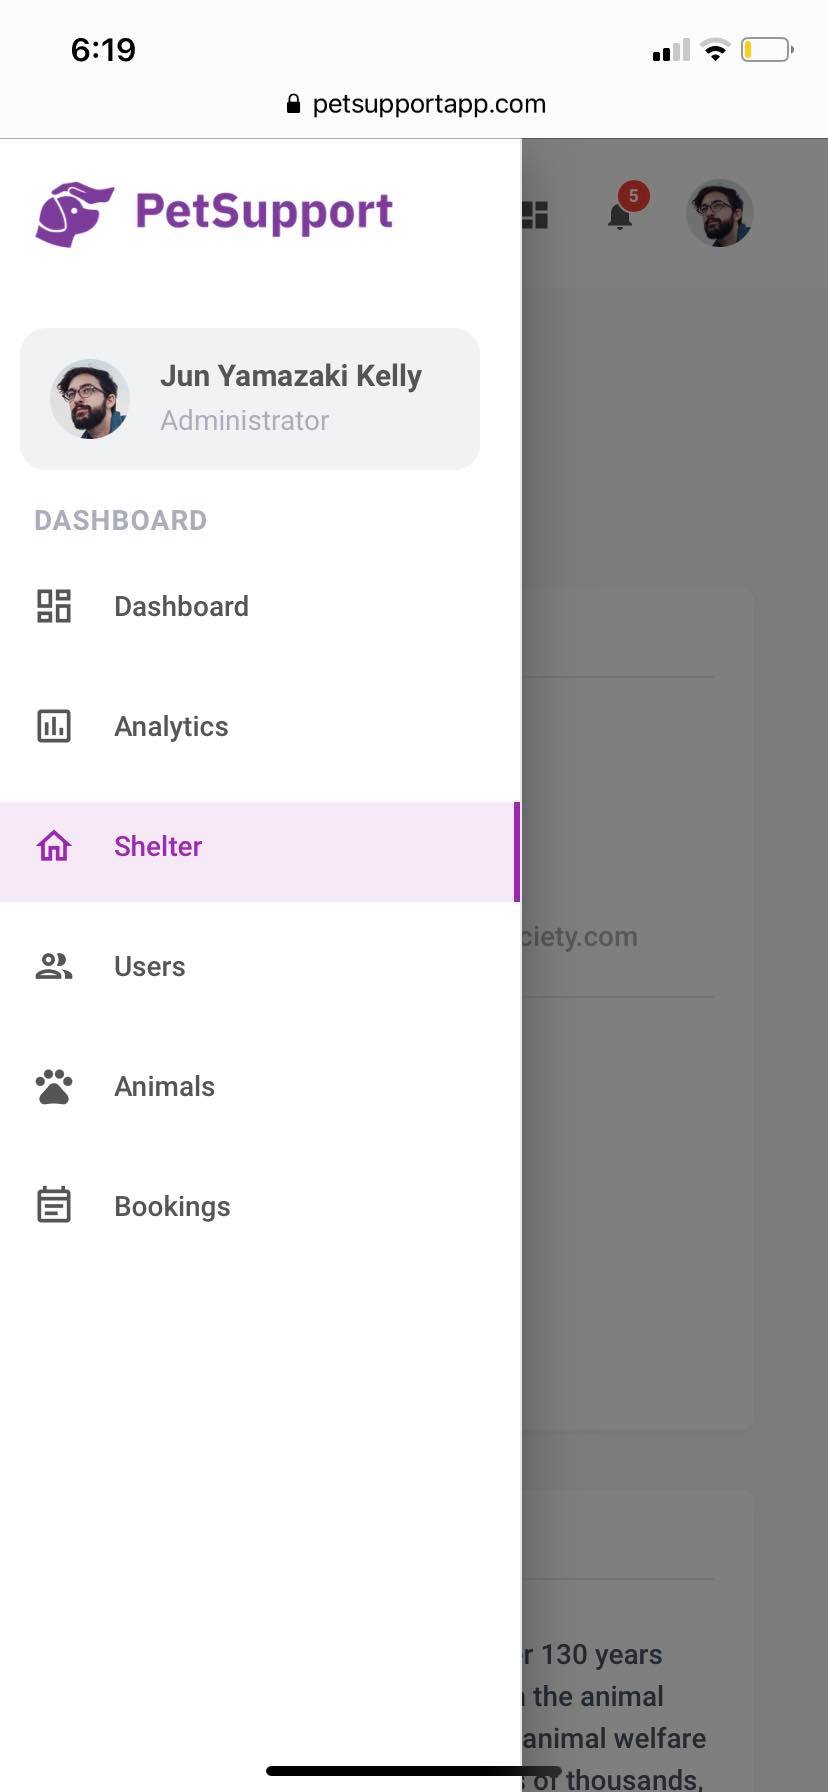 6:19
petsupportapp.com
PetSupport
5
Jun Yamazaki Kelly
Administrator
DASHBOARD
Dashboard
Analytics
Shelter
ciety.com
Users
Animals
Bookings
r 130 years
the animal
animal welfare
of thousands,